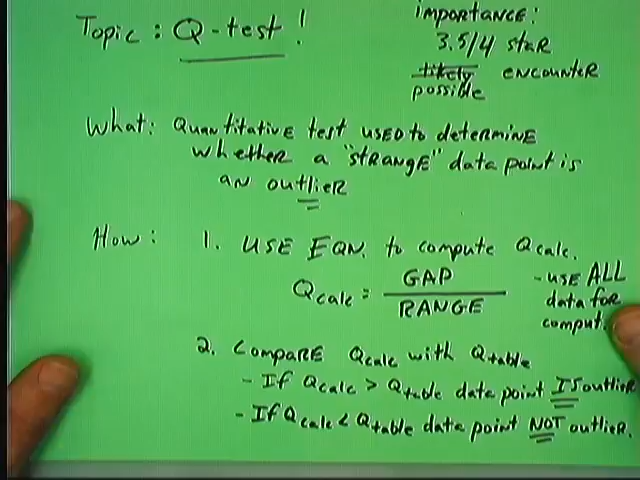 Topic: Q-test!
importance:
3.5/4 star
likely encounter
possible
What: Quantitative test used to determine
whether a "strange" data point is
an outlier
How: 1. Use Eqn. to compute Qcalc.
Qcalc = GAP
RANGE
- use ALL
data for
comput.
2. Compare Qcalc with Qtable
- If Qcalc > Qtable data point IS outlier
- If Qcalc < Qtable data point NOT outlier.